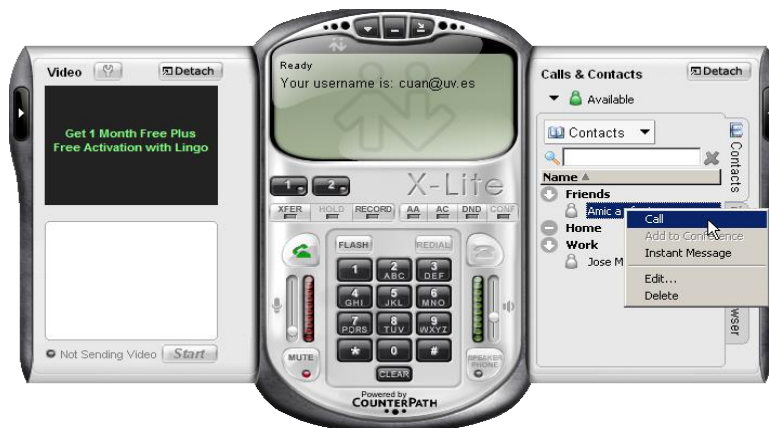 Video
Detach
Get 1 Month Free Plus
Free Activation with Lingo
Not Sending Video
Start
Ready
Your username is: cuan@uv.es
1
2
X-Lite
XFER HOLD RECORD AA AC DND CONF
FLASH
REDIAL
1 2 ABC 3 DEF
4 GHI 5 JKL 6 MNO
7 PQRS 8 TUV 9 WXYZ
* 0 #
CLEAR
MUTE
SPEAKER PHONE
Powered by
COUNTERPATH
Calls & Contacts
Detach
Available
Contacts
Name
Friends
Amic a
Home
Work
Jose M
Call
Add to Conference
Instant Message
Edit...
Delete
Contacts